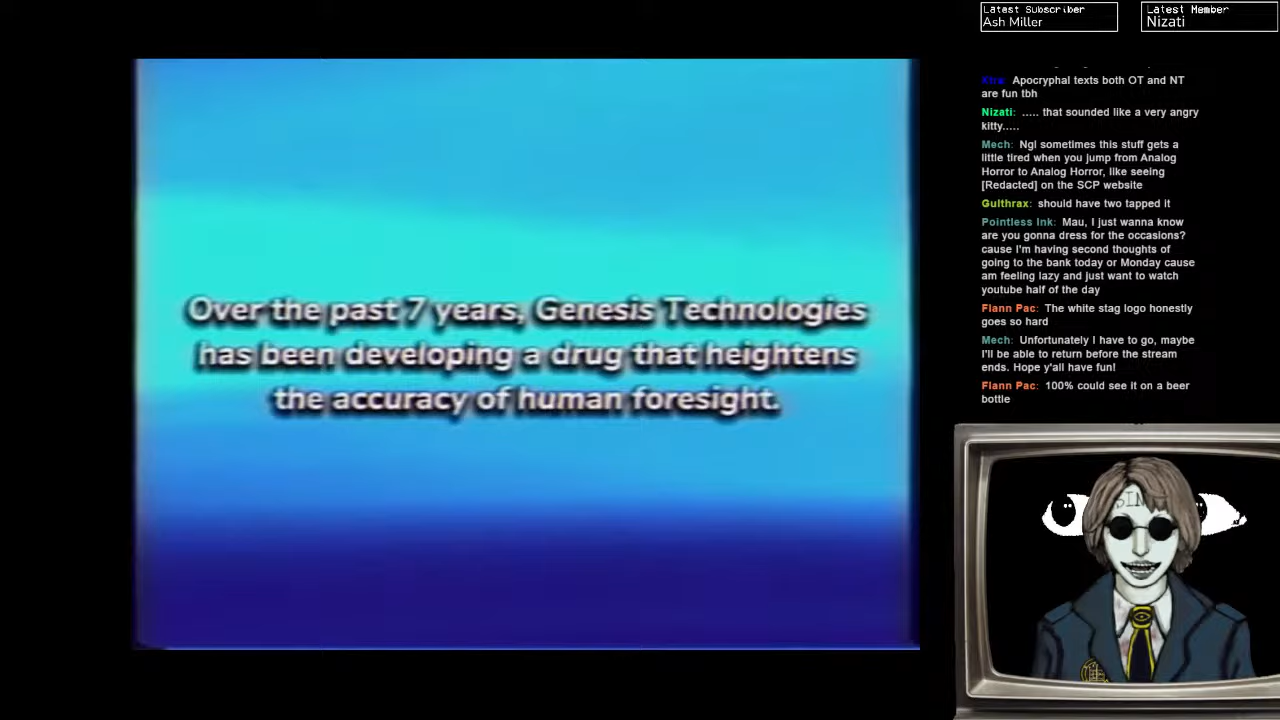 Latest Subscriber
Ash Miller
Latest Member
Nizati
Over the past 7 years, Genesis Technologies
has been developing a drug that heightens
the accuracy of human foresight.
Apocryphal texts both OT and NT
are fun tbh
Nizati: ..... that sounded like a very angry
kitty.....
Mech: Ngl sometimes this stuff gets a
little tired when you jump from Analog
Horror to Analog Horror, like seeing
[Redacted] on the SCP website
Gulthrax: should have two tapped it
Pointless Ink: Mau, I just wanna know
are you gonna dress for the occasions?
cause I'm having second thoughts of
going to the bank today or Monday cause
am feeling lazy and just want to watch
youtube half of the day
Flann Pac: The white stag logo honestly
goes so hard
Mech: Unfortunately I have to go, maybe
I'll be able to return before the stream
ends. Hope y'all have fun!
Flann Pac: 100% could see it on a beer
bottle
SIN